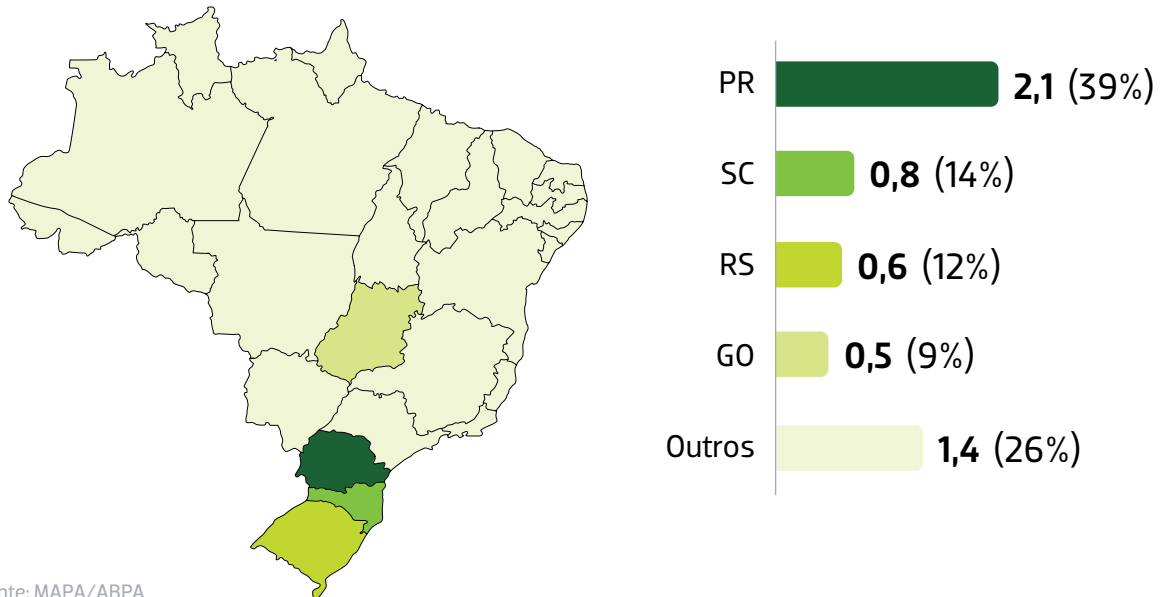 PR 2,1 (39%)
SC 0,8 (14%)
RS 0,6 (12%)
GO 0,5 (9%)
Outros 1,4 (26%)
nte: MAPA/ABPA